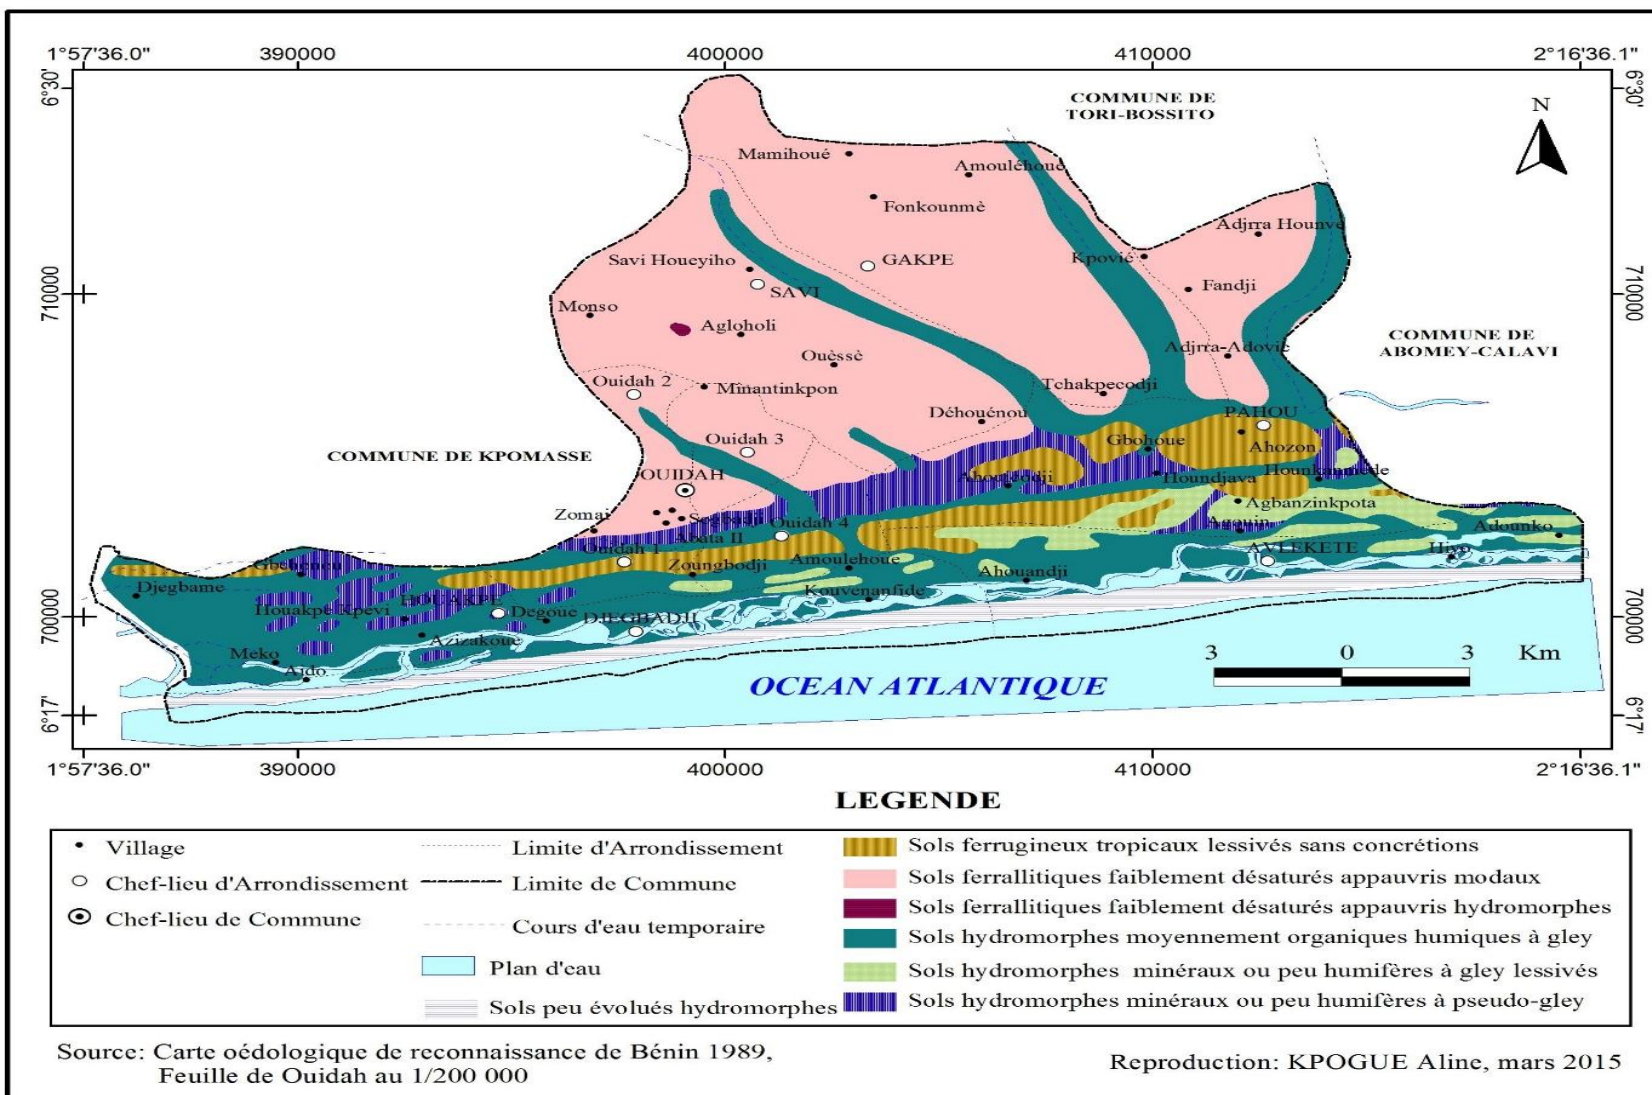 1°57'36.0" 390000 400000 410000 2°16'36.1"
6°30' 6°30'
COMMUNE DE
TORI-BOSSITO
N
Mamihoué
Amouléhoué
Fonkounmè
Adjrra Hounvè
Savi Houeyiho
GAKPE
Kpovié
SAVI
Fandji
710000 710000
Monso
Agloholi
COMMUNE DE
ABOMEY-CALAVI
Ouèssè
Adjrra-Adovié
Ouidah 2
Minantinkpon
Tchakpecodji
Déhouénou
PAHOU
Ouidah 3
Gbohoue
Ahozon
COMMUNE DE KPOMASSE
OUIDAH
Houndjava
Agbanzinkpota
Zomai
Ouidah 4
Adounko
Abata II
Ouidah 1
Amoulehoue
AVLEKETE
Hiyo
Zoungbodji
Ahouandji
Djegbame
Kouvenanfide
Houakpe Kpevi
HOUAKPE
Degoue
DJEGBADJI
700000 700000
Azizakoue
Meko
Aido
3 0 3 Km
OCEAN ATLANTIQUE
6°17" 6°17'
1°57'36.0" 390000 400000 410000 2°16'36.1"
LEGENDE
Village
Chef-lieu d'Arrondissement
Chef-lieu de Commune
Limite d'Arrondissement
Limite de Commune
Cours d'eau temporaire
Plan d'eau
Sols peu évolués hydromorphes
Sols ferrugineux tropicaux lessivés sans concrétions
Sols ferrallitiques faiblement désaturés appauvris modaux
Sols ferrallitiques faiblement désaturés appauvris hydromorphes
Sols hydromorphes moyennement organiques humiques à gley
Sols hydromorphes minéraux ou peu humifères à gley lessivés
Sols hydromorphes minéraux ou peu humifères à pseudo-gley
Source: Carte oédologique de reconnaissance de Bénin 1989,
Feuille de Ouidah au 1/200 000
Reproduction: KPOGUE Aline, mars 2015